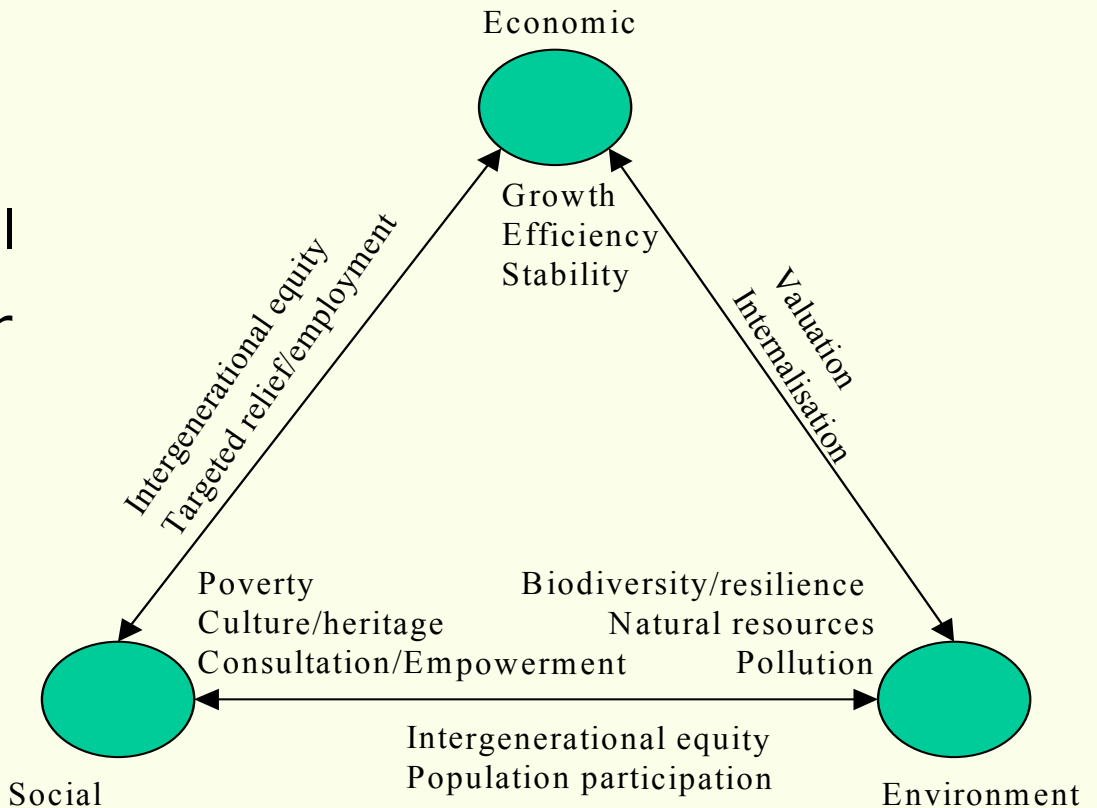 Economic
Growth
Efficiency
Stability
Intergenerational equity
Targeted relief/employment
Valuation
Internalisation
Poverty
Culture/heritage
Consultation/Empowerment
Biodiversity/resilience
Natural resources
Pollution
Intergenerational equity
Population participation
Social
Environment